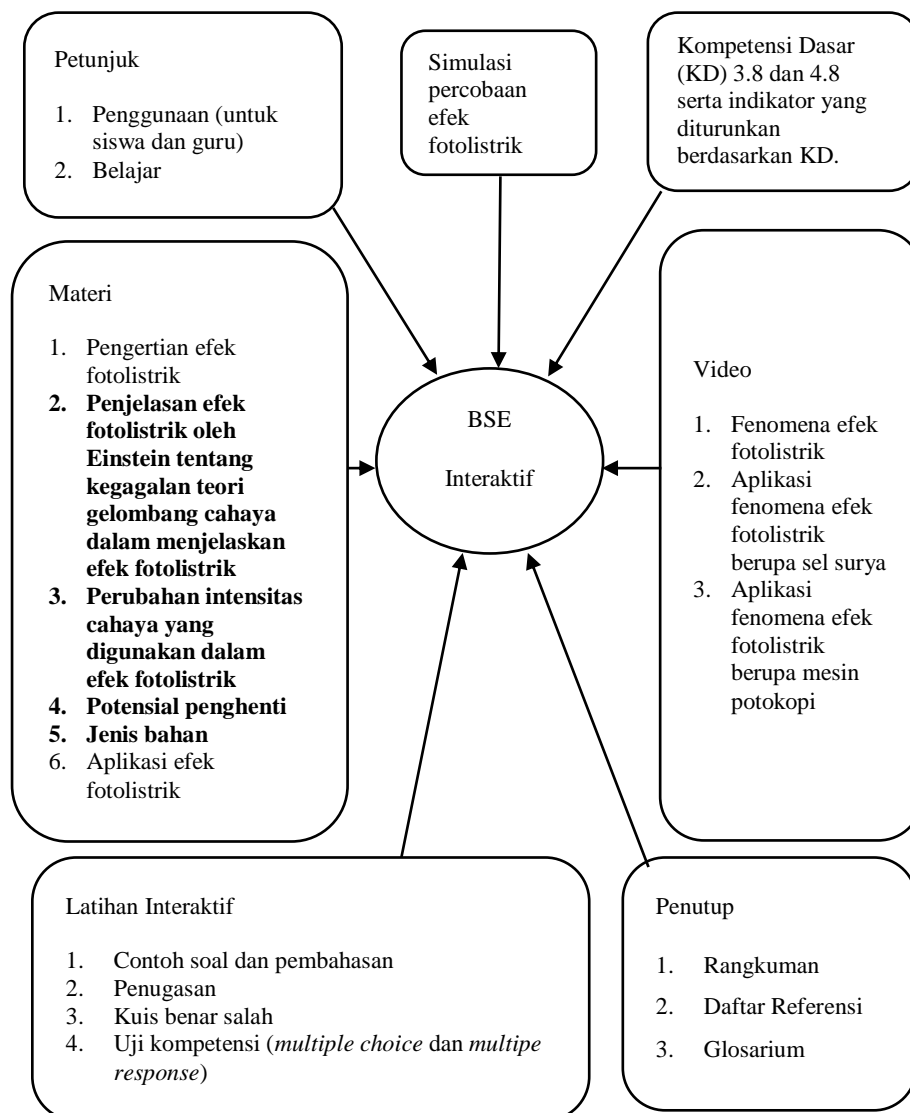 Petunjuk
1. Penggunaan (untuk
siswa dan guru)
2. Belajar
Simulasi
percobaan
efek
fotolistrik
Kompetensi Dasar
(KD) 3.8 dan 4.8
serta indikator yang
diturunkan
berdasarkan KD.
Materi
1. Pengertian efek
fotolistrik
2. Penjelasan efek
fotolistrik oleh
Einstein tentang
kegagalan teori
gelombang cahaya
dalam menjelaskan
efek fotolistrik
3. Perubahan intensitas
cahaya yang
digunakan dalam
efek fotolistrik
4. Potensial penghenti
5. Jenis bahan
6. Aplikasi efek
fotolistrik
BSE
Interaktif
Video
1. Fenomena efek
fotolistrik
2. Aplikasi
fenomena efek
fotolistrik
berupa sel surya
3. Aplikasi
fenomena efek
fotolistrik
berupa mesin
potokopi
Latihan Interaktif
1. Contoh soal dan pembahasan
2. Penugasan
3. Kuis benar salah
4. Uji kompetensi (multiple choice dan multipe
response)
Penutup
1. Rangkuman
2. Daftar Referensi
3. Glosarium